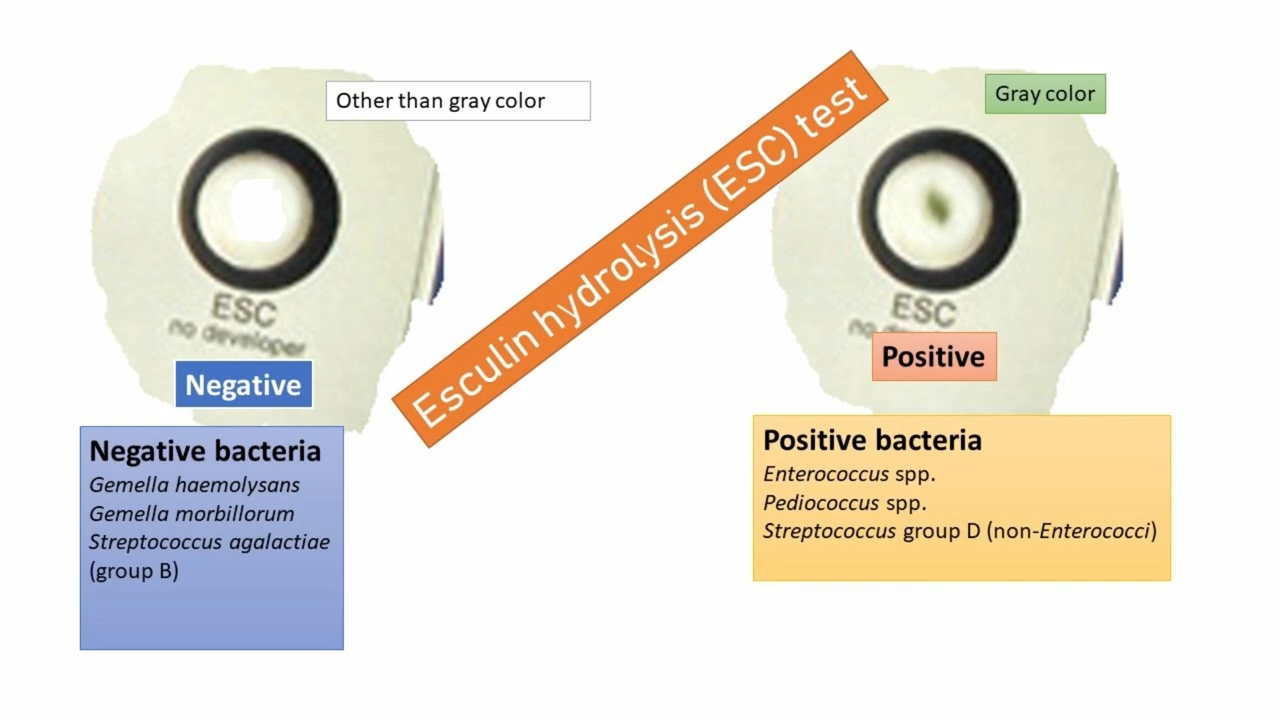 Other than gray color
Gray color
Esculin hydrolysis (ESC) test
ESC
no developer
Negative
ESC
no
Positive
Negative bacteria
Gemella haemolysans
Gemella morbillorum
Streptococcus agalactiae
(group B)
Positive bacteria
Enterococcus spp.
Pediococcus spp.
Streptococcus group D (non-Enterococci)